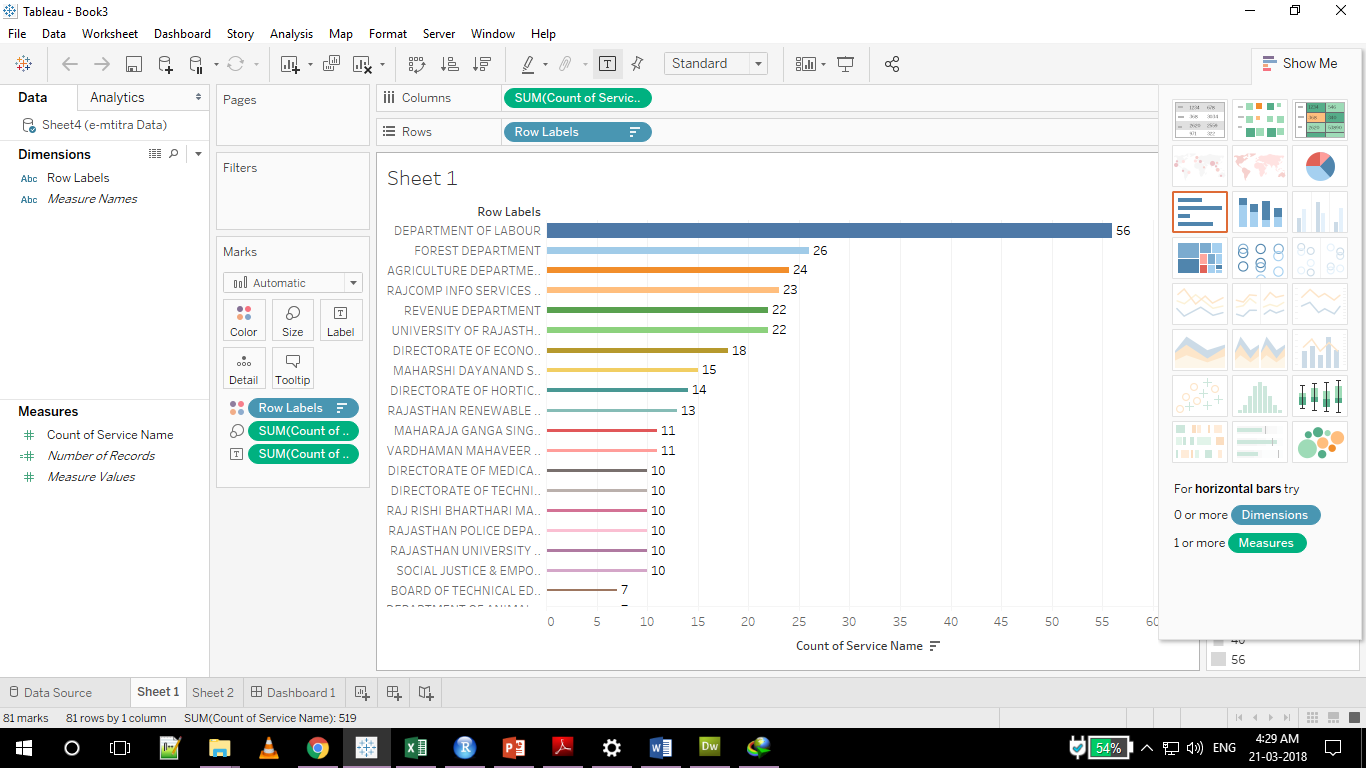 Tableau - Book3
File Data Worksheet Dashboard Story Analysis Map Format Server Window Help
Standard
Show Me
Data Analytics
Sheet4 (e-mtitra Data)
Dimensions
Abc Row Labels
Abc Measure Names
Measures
Count of Service Name
Number of Records
Measure Values
Pages
Filters
Marks
Automatic
Color Size Label
Detail Tooltip
Row Labels
SUM(Count of ..
SUM(Count of ..
Columns SUM(Count of Servic..
Rows Row Labels
Sheet 1
Row Labels
DEPARTMENT OF LABOUR 56
FOREST DEPARTMENT 26
AGRICULTURE DEPARTME.. 24
RAJCOMP INFO SERVICES .. 23
REVENUE DEPARTMENT 22
UNIVERSITY OF RAJASTH.. 22
DIRECTORATE OF ECONO.. 18
MAHARSHI DAYANAND S.. 15
DIRECTORATE OF HORTIC.. 14
RAJASTHAN RENEWABLE .. 13
MAHARAJA GANGA SING.. 11
VARDHAMAN MAHAVEER .. 11
DIRECTORATE OF MEDICA.. 10
DIRECTORATE OF TECHNI.. 10
RAJ RISHI BHARTHARI MA.. 10
RAJASTHAN POLICE DEPA.. 10
RAJASTHAN UNIVERSITY .. 10
SOCIAL JUSTICE & EMPO.. 10
BOARD OF TECHNICAL ED.. 7
0 5 10 15 20 25 30 35 40 45 50 55 60
Count of Service Name
For horizontal bars try
0 or more Dimensions
1 or more Measures
56
Data Source Sheet 1 Sheet 2 Dashboard 1
81 marks 81 rows by 1 column SUM(Count of Service Name): 519
54% ENG 4:29 AM
21-03-2018